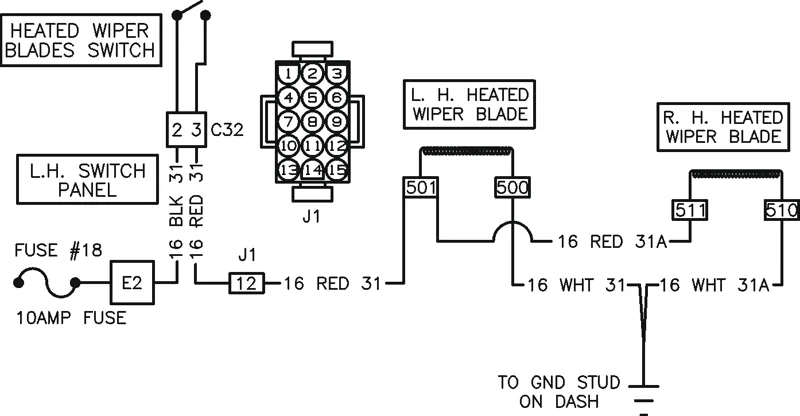 HEATED WIPER
BLADES SWITCH
2 3 C32
L.H. SWITCH
PANEL
16 BLK 31
16 RED 31
FUSE #18
E2
10AMP FUSE
J1
12
16 RED 31
1 2 3
4 5 6
7 8 9
10 11 12
13 14 15
J1
L. H. HEATED
WIPER BLADE
501
500
R. H. HEATED
WIPER BLADE
511
510
16 RED 31A
16 WHT 31
16 WHT 31A
TO GND STUD
ON DASH